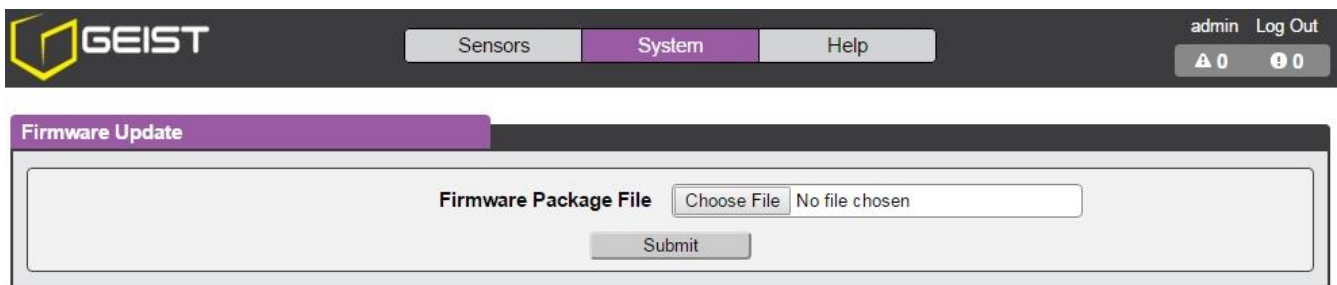 GEIST
Sensors System Help
admin Log Out
0 0
Firmware Update
Firmware Package File Choose File No file chosen
Submit